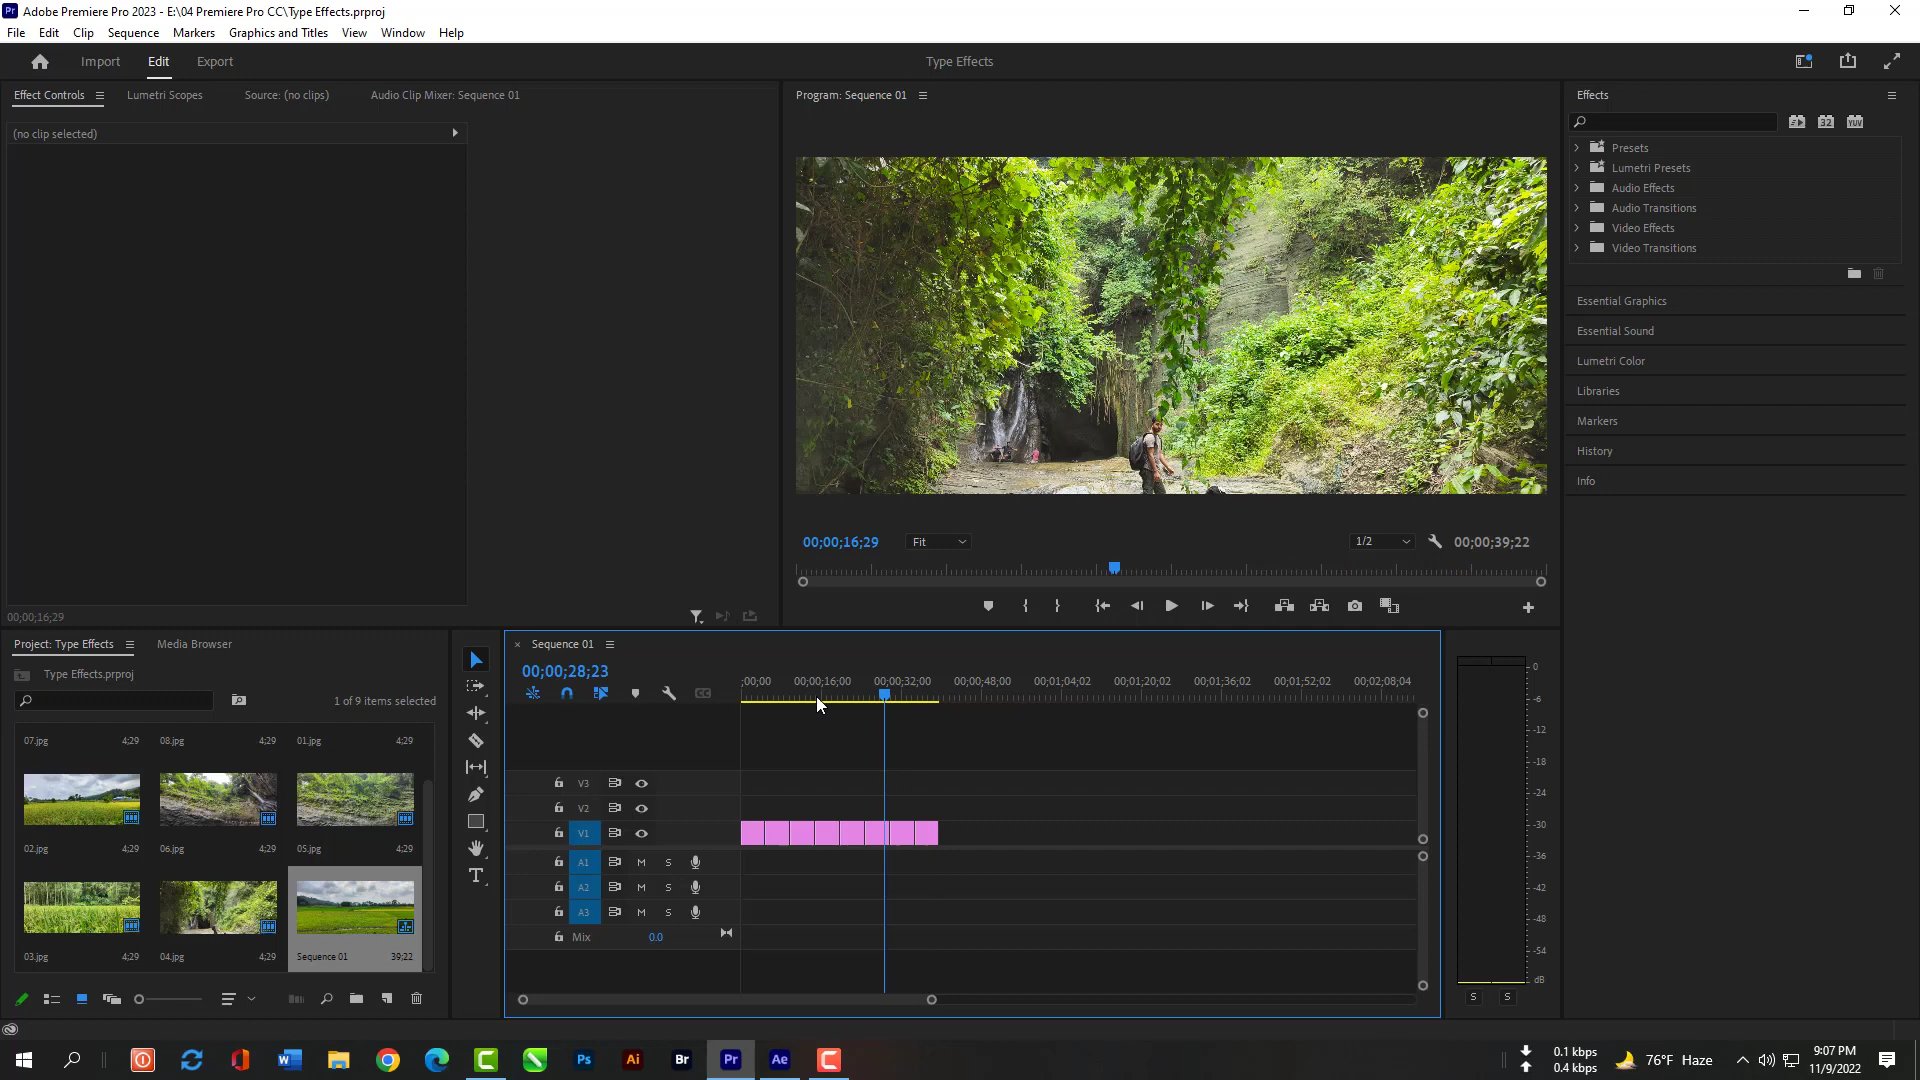 Pr Adobe Premiere Pro 2023 - E:\04 Premiere Pro CC\Type Effects.prproj
File Edit Clip Sequence Markers Graphics and Titles View Window Help
Import Edit Export Type Effects
Effect Controls Lumetri Scopes Source: (no clips) Audio Clip Mixer: Sequence 01
Program: Sequence 01
Effects
(no clip selected)
32 YUV
Presets
Lumetri Presets
Audio Effects
Audio Transitions
Video Effects
Video Transitions
Essential Graphics
Essential Sound
Lumetri Color
Libraries
Markers
History
Info
00;00;16;29 Fit 1/2 00;00;39;22
00;00;16;29
Project: Type Effects Media Browser
Type Effects.prproj
1 of 9 items selected
07.jpg 4;29 08.jpg 4;29 01.jpg 4;29
02.jpg 4;29 06.jpg 4;29 05.jpg 4;29
03.jpg 4;29 04.jpg 4;29 Sequence 01 39;22
T
× Sequence 01
00;00;28;23
;00;00 00;00;16;00 00;00;32;00 00;00;48;00 00;01;04;02 00;01;20;02 00;01;36;02 00;01;52;02 00;02;08;04
CC
V3
V2
V1
A1 M S
A2 M S
A3 M S
Mix 0.0
0
-6
-12
-18
-24
-30
-36
-42
-48
-54
dB
S S
W Ps Ai Br Pr Ae C
0.1 kbps
0.4 kbps
76°F Haze
9:07 PM
11/9/2022